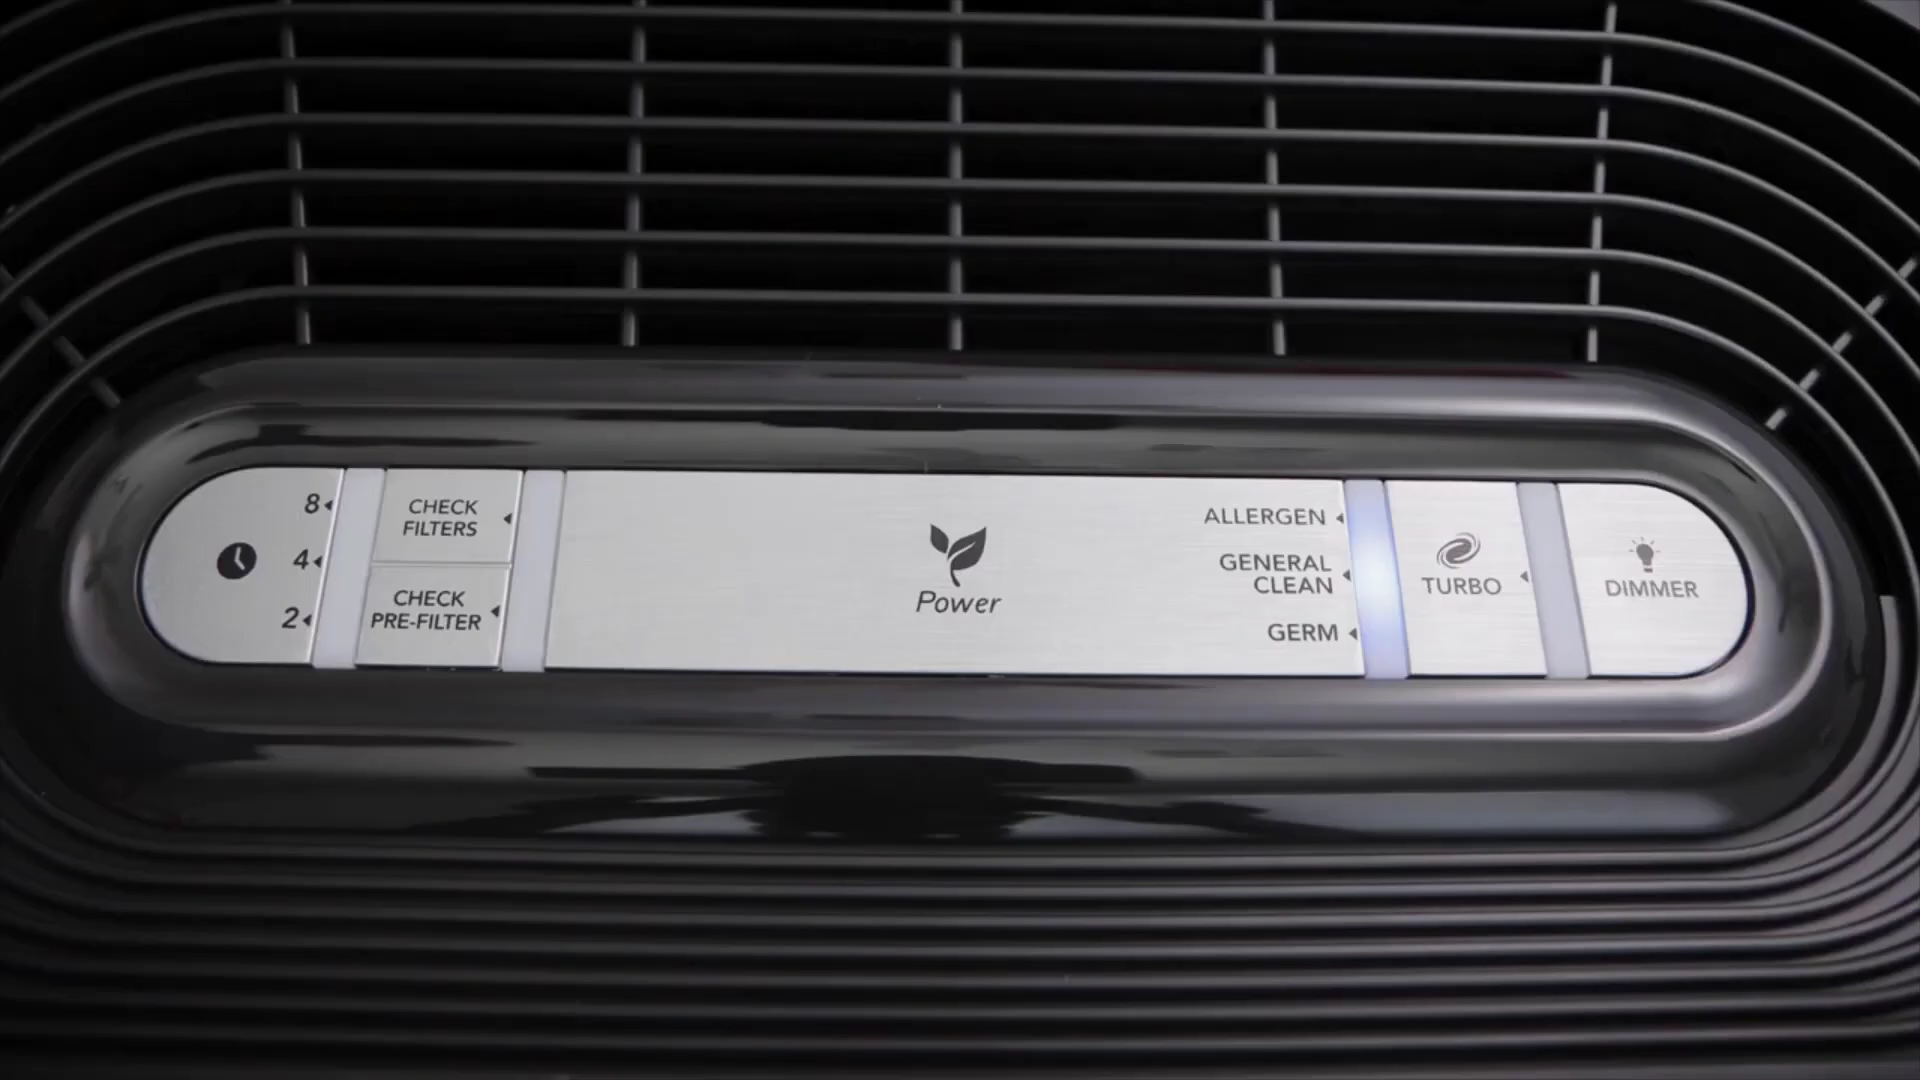 8
4
2
CHECK
FILTERS
CHECK
PRE-FILTER
Power
ALLERGEN
GENERAL
CLEAN
GERM
TURBO
DIMMER